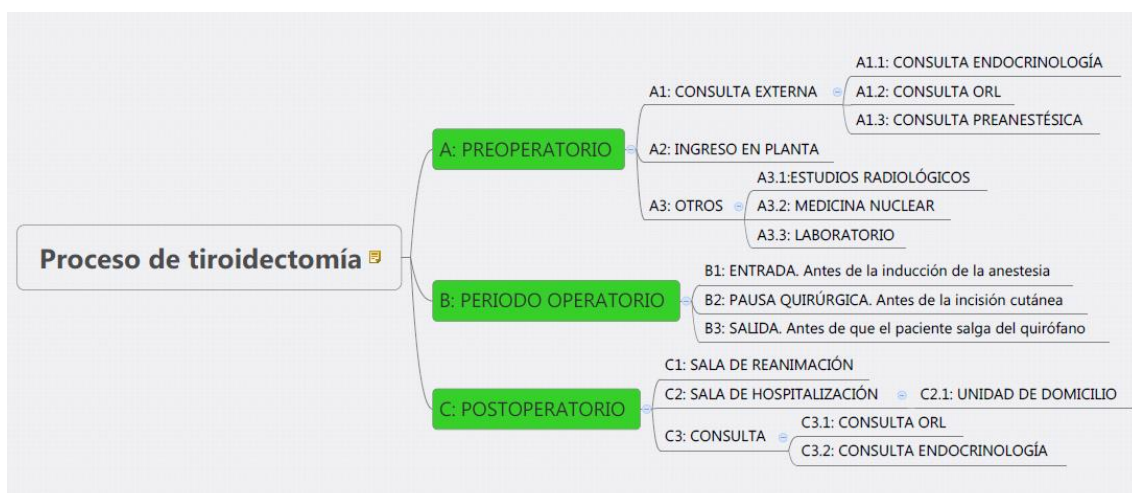 Proceso de tiroidectomía
A: PREOPERATORIO
A1: CONSULTA EXTERNA
A1.1: CONSULTA ENDOCRINOLOGÍA
A1.2: CONSULTA ORL
A1.3: CONSULTA PREANESTÉSICA
A2: INGRESO EN PLANTA
A3: OTROS
A3.1:ESTUDIOS RADIOLÓGICOS
A3.2: MEDICINA NUCLEAR
A3.3: LABORATORIO
B: PERIODO OPERATORIO
B1: ENTRADA. Antes de la inducción de la anestesia
B2: PAUSA QUIRÚRGICA. Antes de la incisión cutánea
B3: SALIDA. Antes de que el paciente salga del quirófano
C: POSTOPERATORIO
C1: SALA DE REANIMACIÓN
C2: SALA DE HOSPITALIZACIÓN
C2.1: UNIDAD DE DOMICILIO
C3: CONSULTA
C3.1: CONSULTA ORL
C3.2: CONSULTA ENDOCRINOLOGÍA